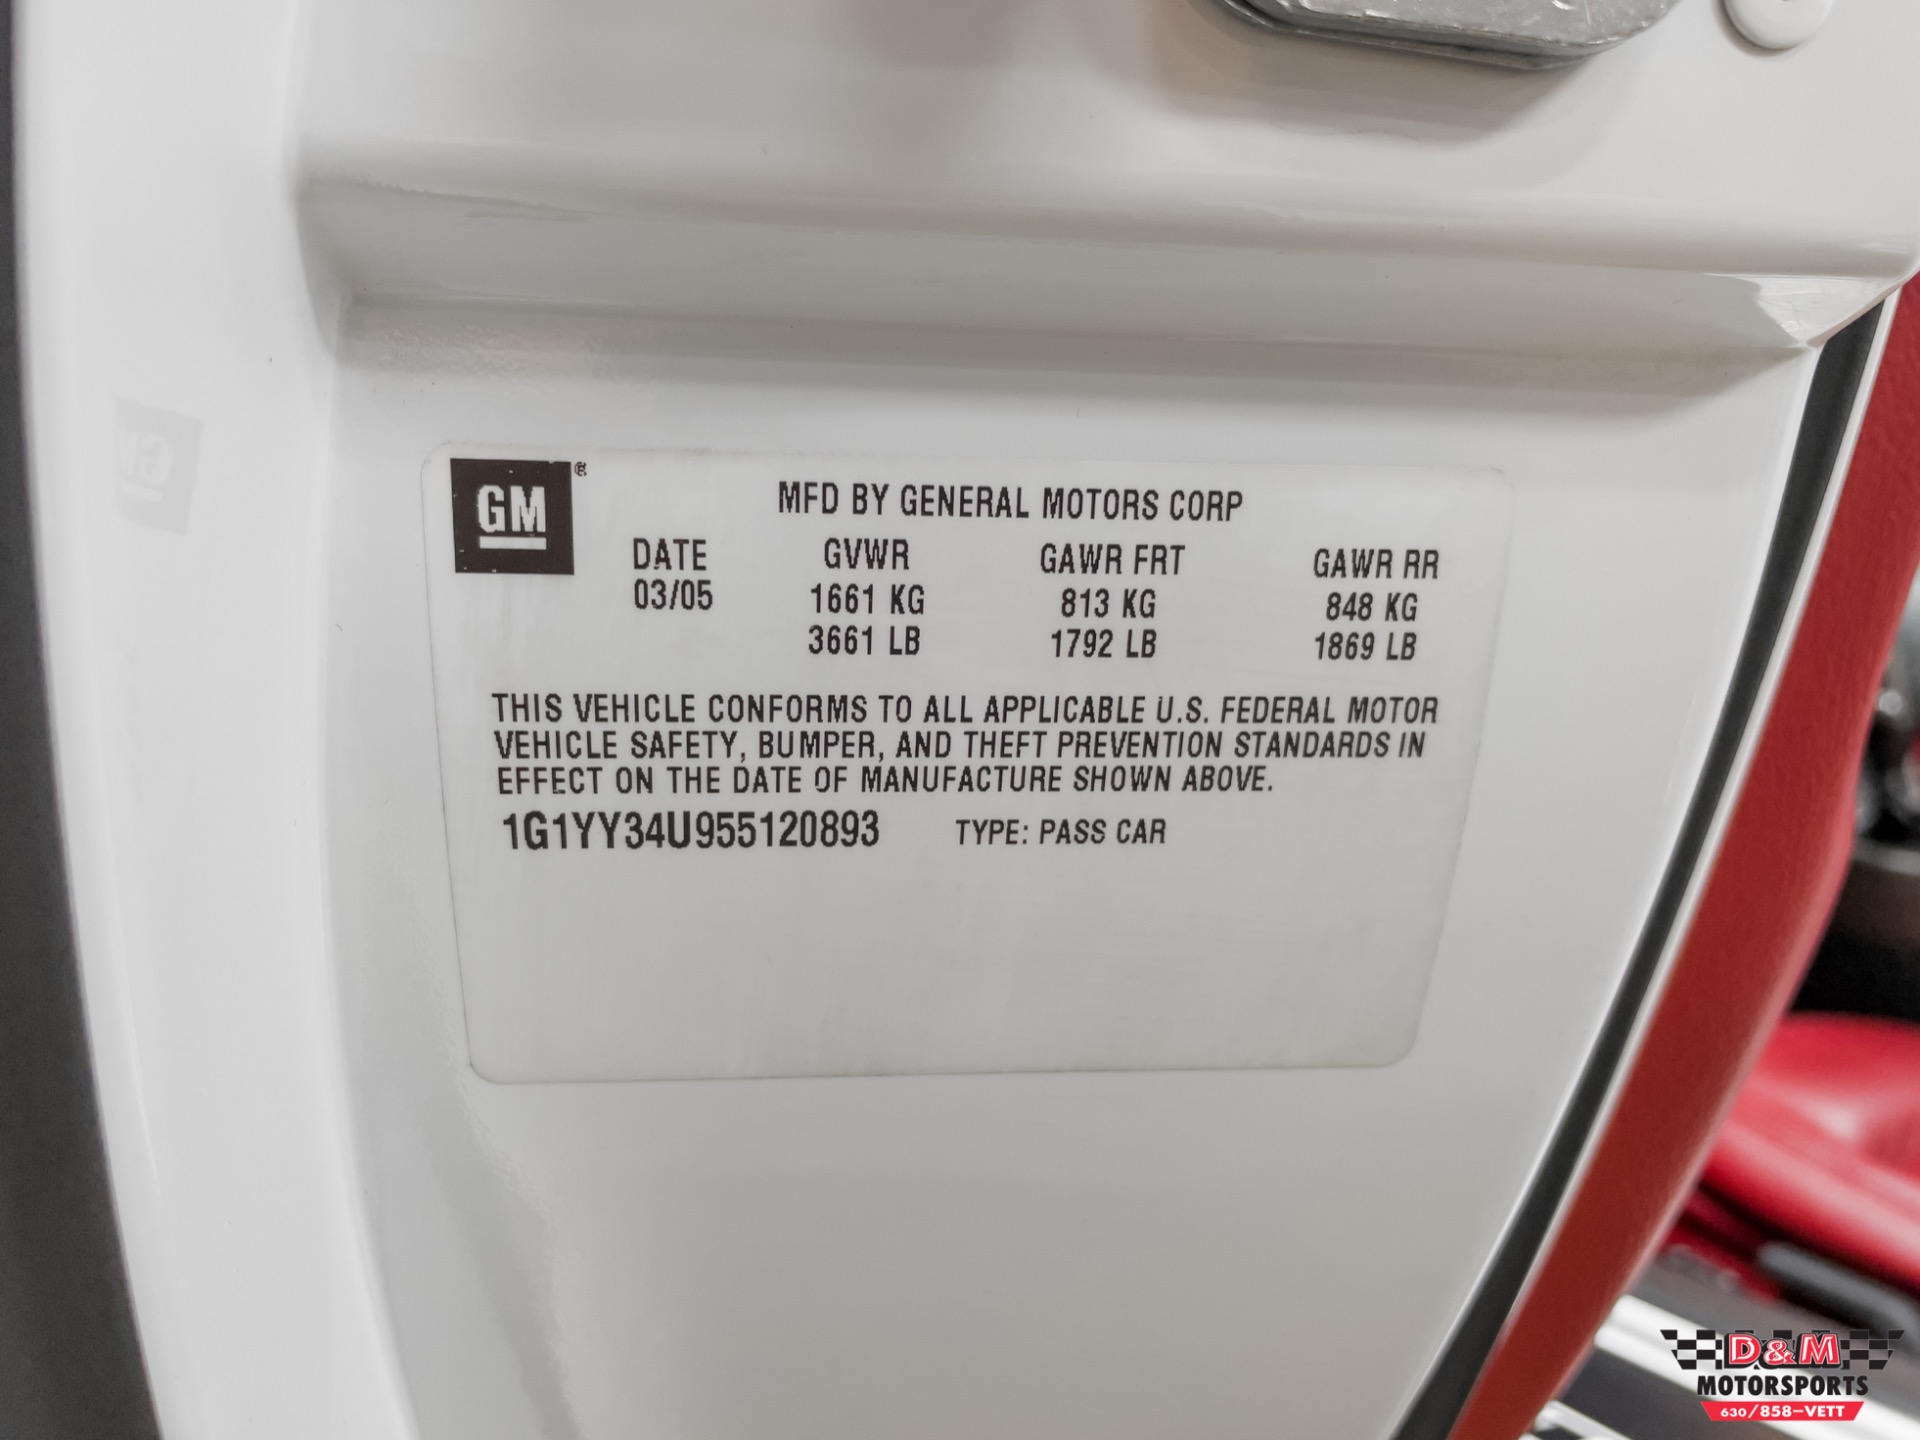 GM ®
MFD BY GENERAL MOTORS CORP
DATE GVWR GAWR FRT GAWR RR
03/05 1661 KG 813 KG 848 KG
3661 LB 1792 LB 1869 LB
THIS VEHICLE CONFORMS TO ALL APPLICABLE U.S. FEDERAL MOTOR
VEHICLE SAFETY, BUMPER, AND THEFT PREVENTION STANDARDS IN
EFFECT ON THE DATE OF MANUFACTURE SHOWN ABOVE.
1G1YY34U955120893 TYPE: PASS CAR
D&M
MOTORSPORTS
630/858-VETT